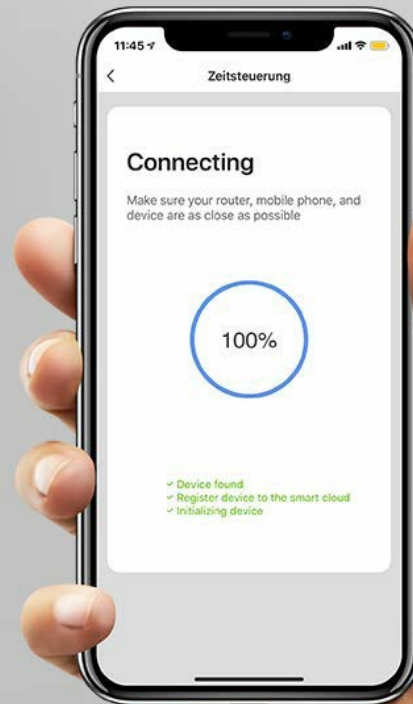 11:45
Zeitsteuerung
Connecting
Make sure your router, mobile phone, and
device are as close as possible
100%
✓ Device found
✓ Register device to the smart cloud
✓ Initializing device